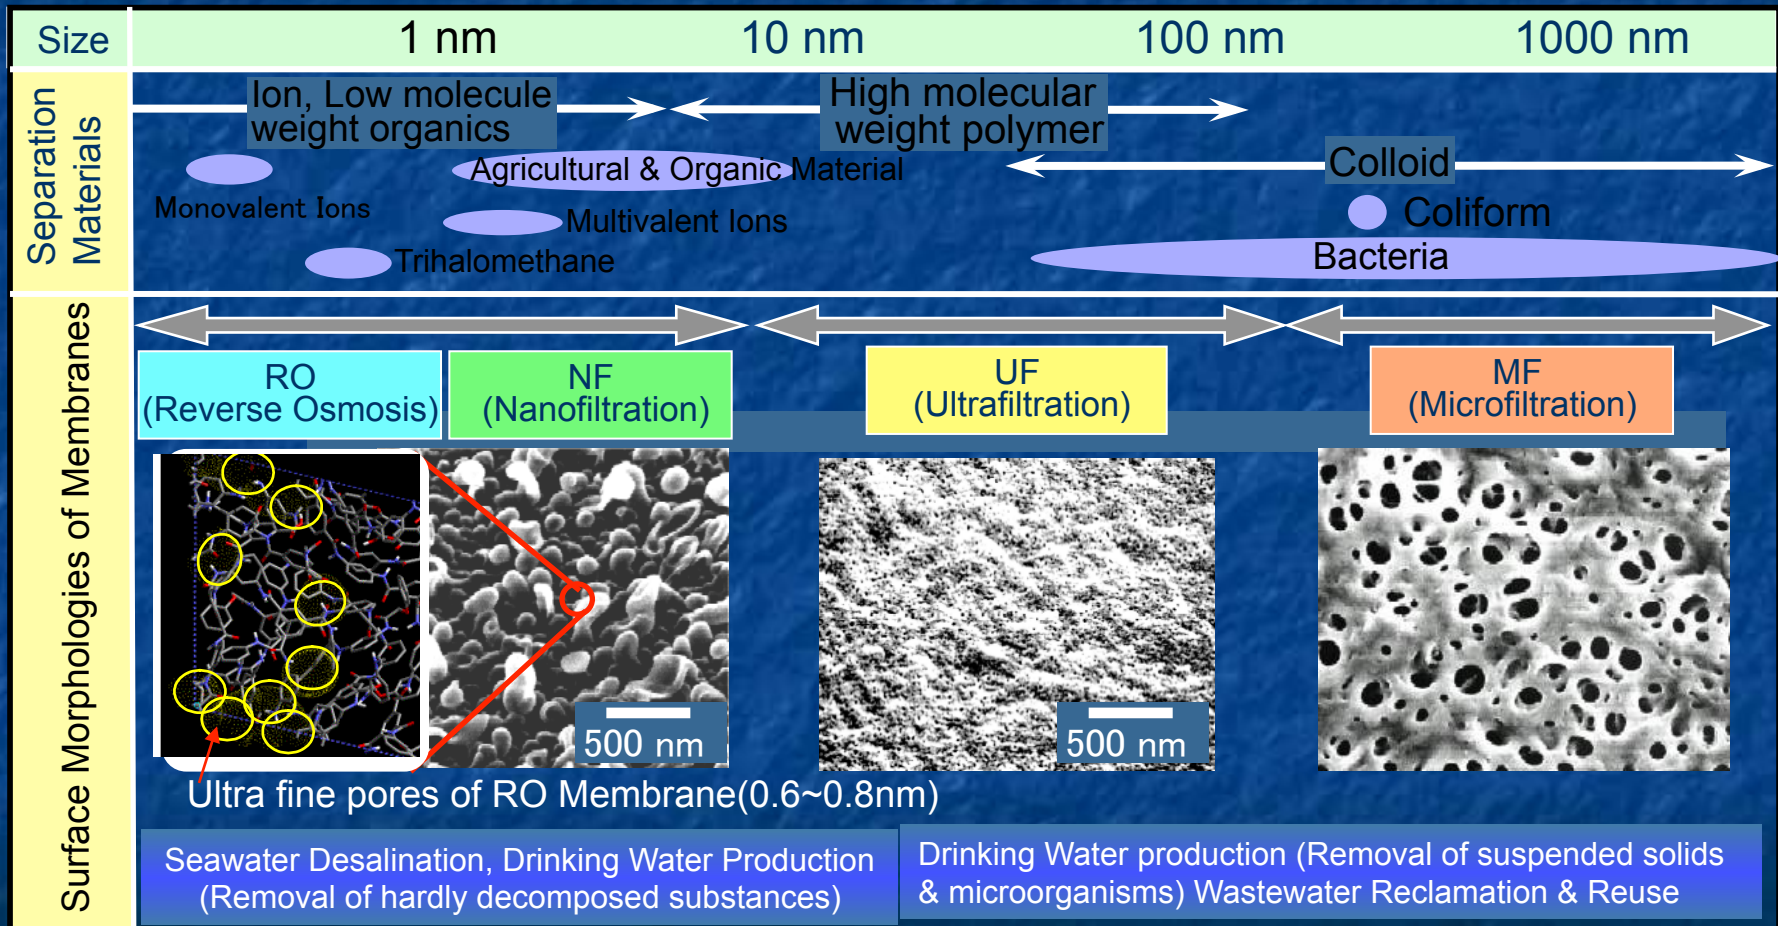 Size
1 nm
10 nm
100 nm
1000 nm
Separation
Materials
Ion, Low molecule
weight organics
High molecular
weight polymer
Agricultural & Organic Material
Colloid
Monovalent Ions
Multivalent Ions
Coliform
Trihalomethane
Bacteria
Surface Morphologies of Membranes
RO
(Reverse Osmosis)
NF
(Nanofiltration)
UF
(Ultrafiltration)
MF
(Microfiltration)
500 nm
500 nm
Ultra fine pores of RO Membrane(0.6~0.8nm)
Seawater Desalination, Drinking Water Production
(Removal of hardly decomposed substances)
Drinking Water production (Removal of suspended solids
& microorganisms) Wastewater Reclamation & Reuse